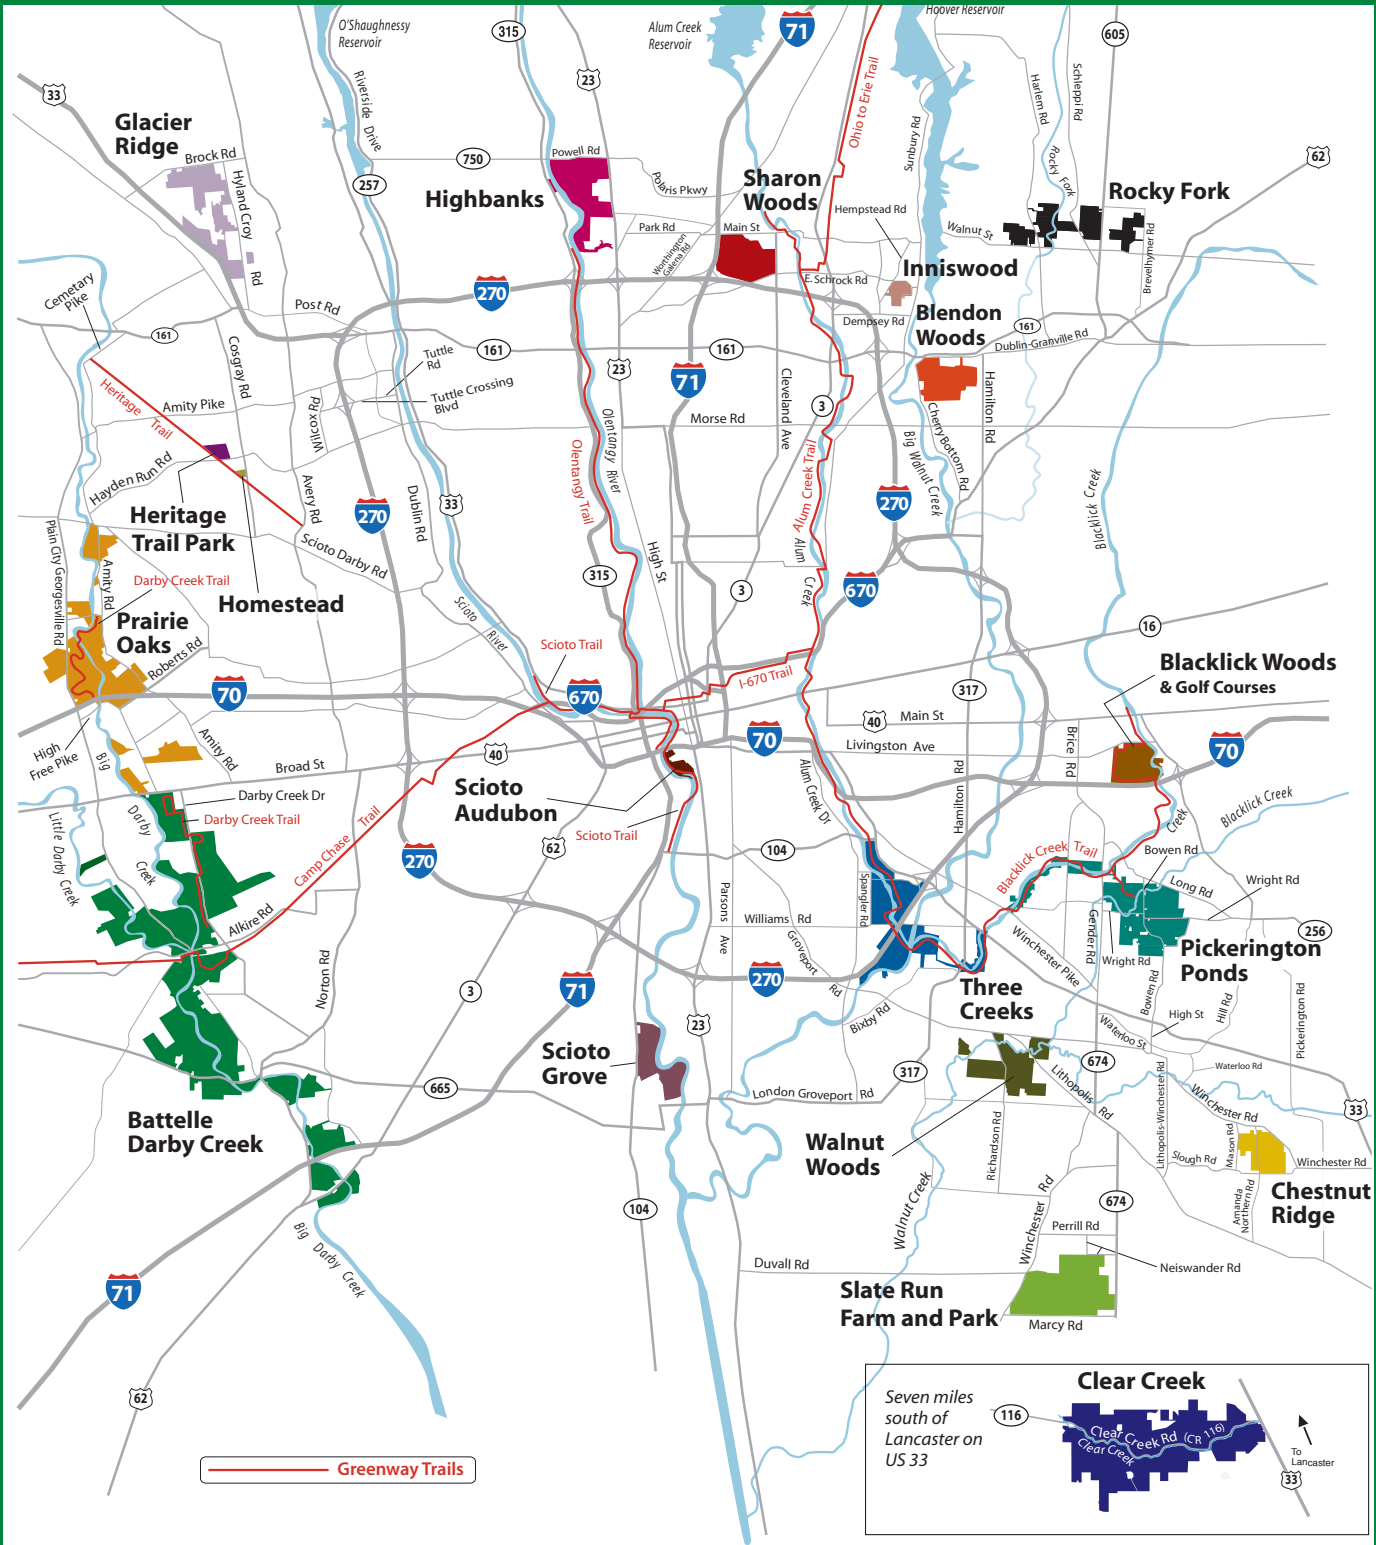 O'Shaughnessy
Reservoir
315
Alum Creek
Reservoir
71
Hoover Reservoir
605
33
23
Riverside Drive
Ohio to Erie Trail
Harlem Rd
Schleppi Rd
Glacier
Ridge
Brock Rd
750
Powell Rd
Sunbury Rd
Rocky Fork
62
Hyland Croy
Rd
257
Highbanks
Polaris Pkwy
Sharon
Woods
Rocky Fork
Hempstead Rd
Park Rd
Main St
Walnut St
Worthington
Galena Rd
Brevelhymer Rd
Inniswood
E. Schrock Rd
Cemetary
Pike
270
Post Rd
Blendon
Woods
Dempsey Rd
161
161
Dublin-Granville Rd
161
161
Cosgray Rd
Tuttle
Rd
23
71
Tuttle Crossing
Blvd
Heritage
Trail
Amity Pike
Wilcox Rd
Cleveland Ave
3
Hamilton Rd
Morse Rd
Cherry Bottom Rd
Olentangy River
Olentangy Trail
Big Walnut Creek
Alum Creek Trail
Hayden Run Rd
Avery Rd
Dublin Rd
33
270
270
Blacklick Creek
Heritage
Trail Park
Plain City Georgesville Rd
Scioto Darby Rd
High St
Alum
Creek
Amity Rd
Darby Creek Trail
315
3
670
Homestead
Prairie
Oaks
Scioto
River
16
Roberts Rd
Scioto Trail
Blacklick Woods
& Golf Courses
I-670 Trail
70
670
317
40
Main St
High
Free Pike
Big
Amity Rd
70
Livingston Ave
Brice
Rd
70
40
Broad St
Alum Creek Dr
Hamilton Rd
Scioto
Audubon
Darby Creek Dr
Darby
Creek
Darby Creek Trail
Little Darby Creek
Camp Chase Trail
Scioto Trail
62
104
Creek
Blacklick Creek
270
Blacklick Creek Trail
Bowen Rd
Long Rd
Wright Rd
Parsons
Ave
Spangler Rd
Alkire Rd
Williams Rd
Groveport
Rd
Gender Rd
256
Winchester Pike
Pickerington
Ponds
Wright Rd
Norton Rd
71
270
Three
Creeks
Bowen Rd
3
Bixby Rd
Hill Rd
High St
Pickerington Rd
23
Waterloo St
Scioto
Grove
317
674
Waterloo Rd
665
Lithopolis
Rd
London Groveport Rd
Winchester Rd
33
Battelle
Darby Creek
Walnut
Woods
Richardson Rd
Lithopolis-Winchester Rd
Mason Rd
Slough Rd
Winchester Rd
Amanda
Northern Rd
Chestnut
Ridge
104
Walnut Creek
Winchester Rd
674
Perrill Rd
Big Darby Creek
Duvall Rd
Neiswander Rd
71
Slate Run
Farm and Park
Marcy Rd
62
Clear Creek
Seven miles
south of
Lancaster on
US 33
116
Clear Creek Rd (CR 116)
Clear Creek
To
Lancaster
33
Greenway Trails